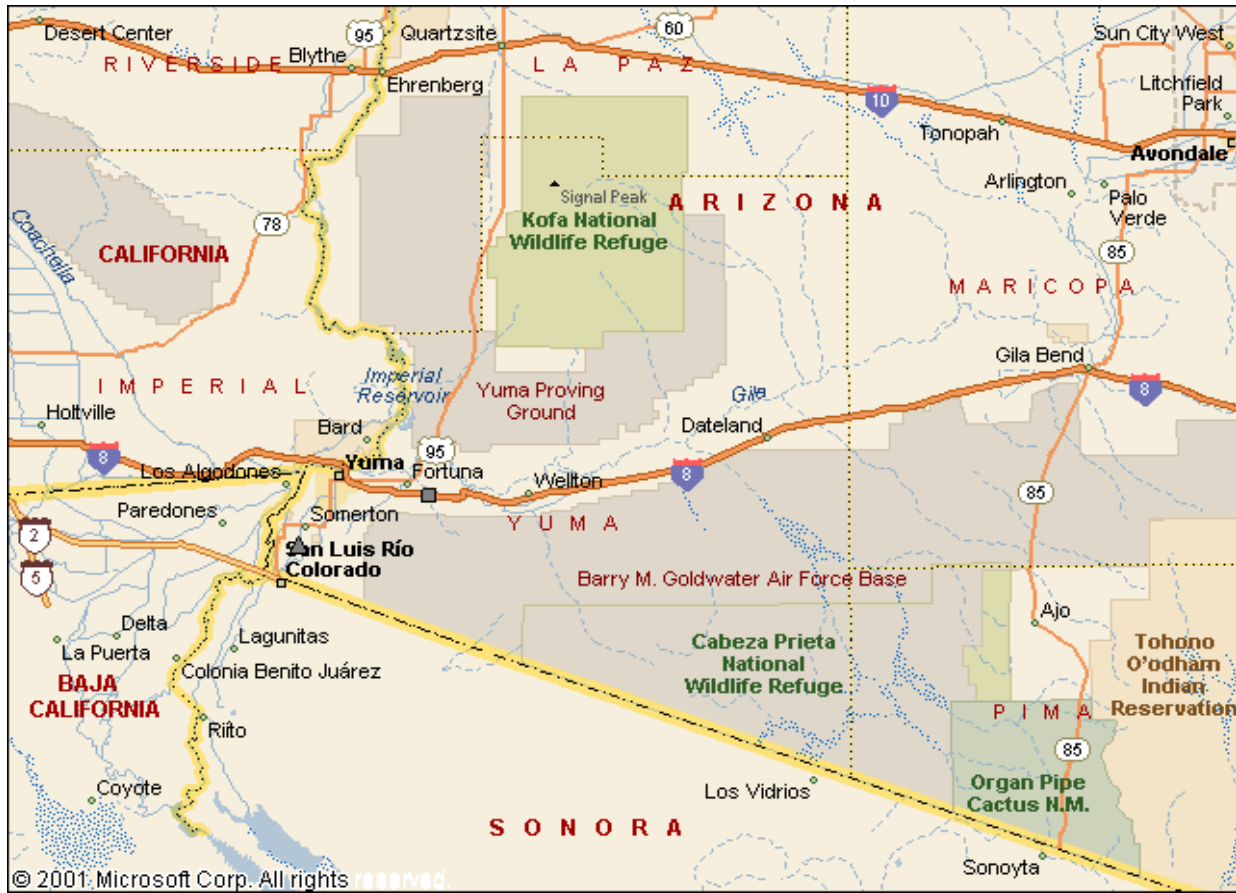 Desert Center
95
Quartzsite
60
Sun City West
Blythe
RIVERSIDE
LA PAZ
Ehrenberg
Litchfield
Park
10
Tonopah
Avondale
Signal Peak
Arlington
ARIZONA
Palo
Verde
Kofa National
Wildlife Refuge
78
Coachella
CALIFORNIA
85
MARICOPA
Gila Bend
Imperial
Reservoir
IMPERIAL
Yuma Proving
Ground
Gila
8
Holtville
Bard
Dateland
95
8
Los Algodones
Yuma
Fortuna
Wellton
8
85
Paredones
Somerton
YUMA
2
San Luis Río
Colorado
5
Barry M. Goldwater Air Force Base
Ajo
Delta
La Puerta
Lagunitas
Colonia Benito Juárez
Cabeza Prieta
National
Wildlife Refuge
Tohono
O'odham
Indian
Reservation
BAJA
CALIFORNIA
PIMA
Riito
85
Coyote
Los Vidrios
Organ Pipe
Cactus N.M.
SONORA
Sonoyta
© 2001 Microsoft Corp. All rights reserved.